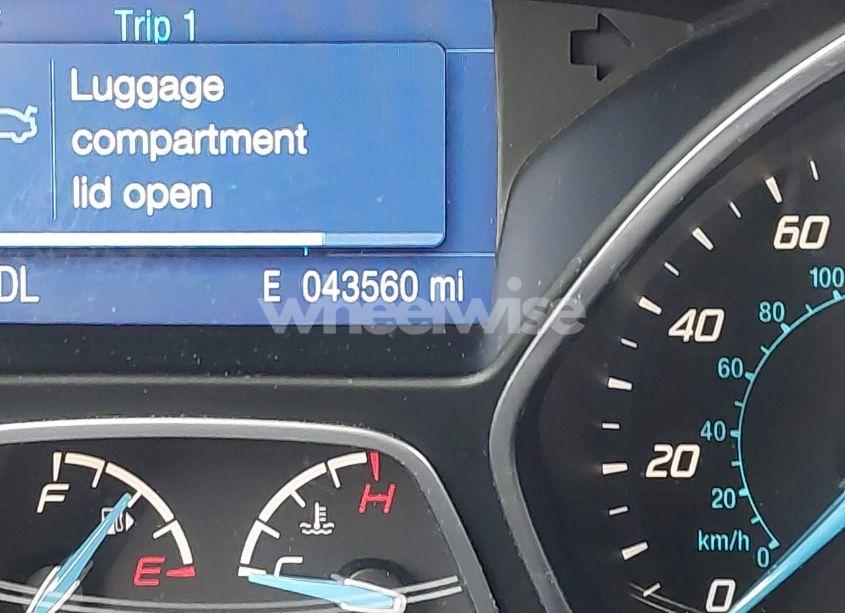 Trip 1
Luggage
compartment
lid open
DL
E 043560 mi
wheelwise
60
40
20
0
100
80
60
40
20
0
km/h
F
E
H
C